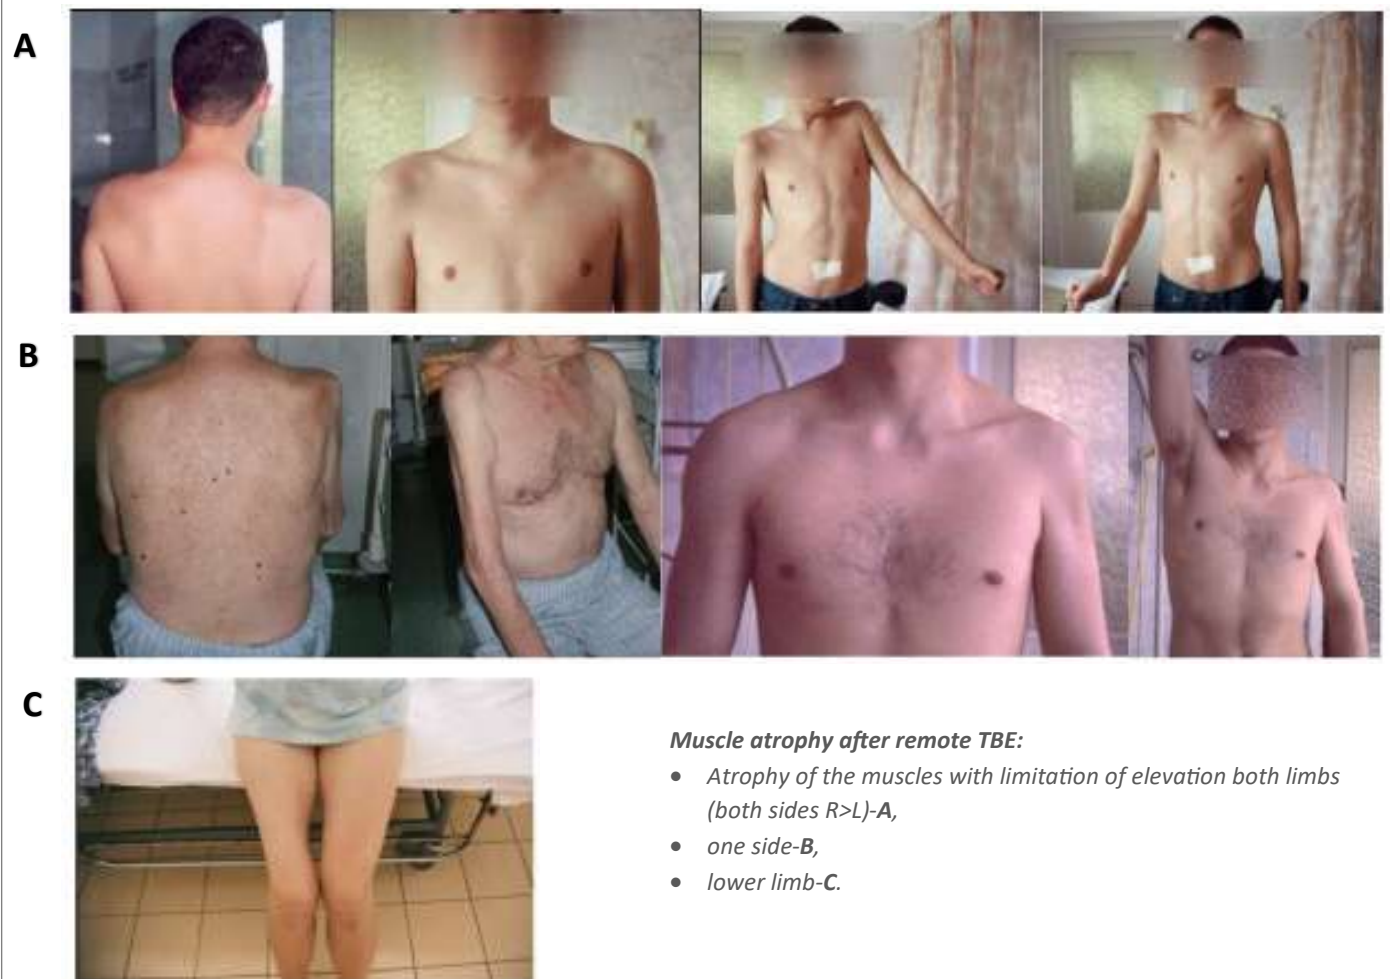 A
B
C
Muscle atrophy after remote TBE:
• Atrophy of the muscles with limitation of elevation both limbs
(both sides R>L)-A,
• one side-B,
• lower limb-C.